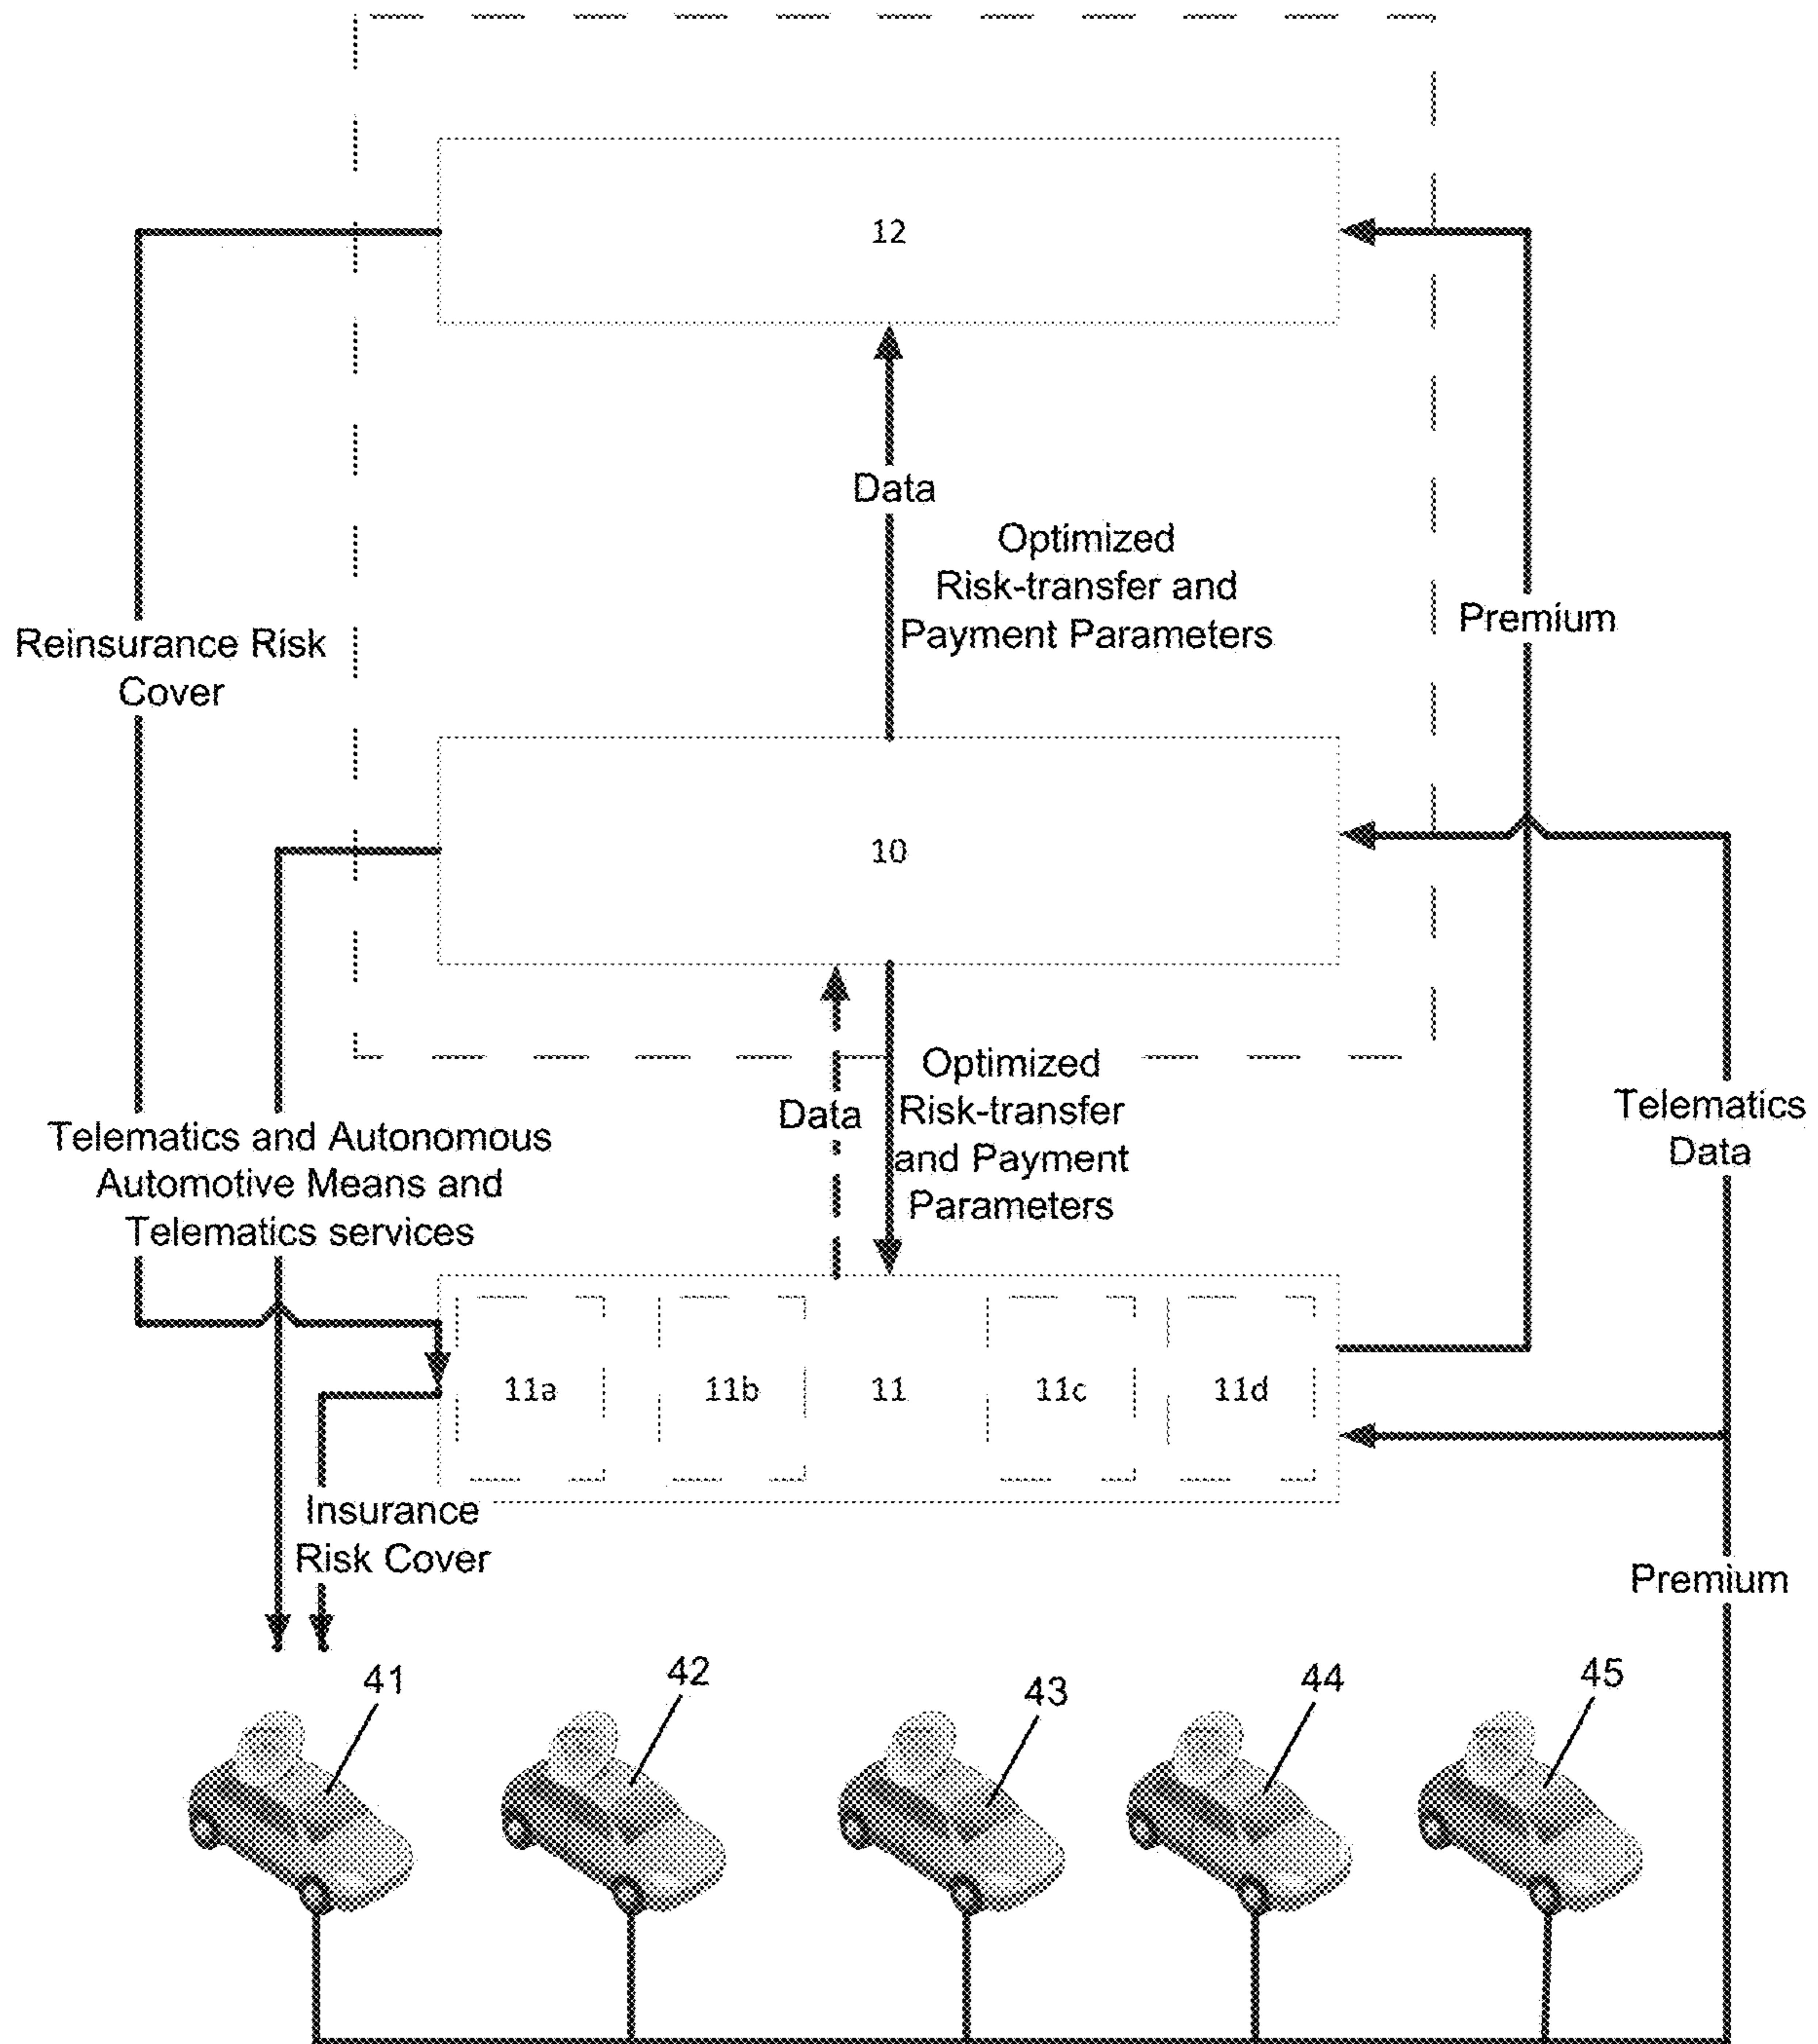 12
Data
Optimized
Risk-transfer and
Payment Parameters
Premium
Reinsurance Risk
Cover
10
Optimized
Risk-transfer
and Payment
Parameters
Data
Telematics
Data
Telematics and Autonomous
Automotive Means and
Telematics services
11a
11b
11
11c
11d
Insurance
Risk Cover
Premium
41
42
43
44
45